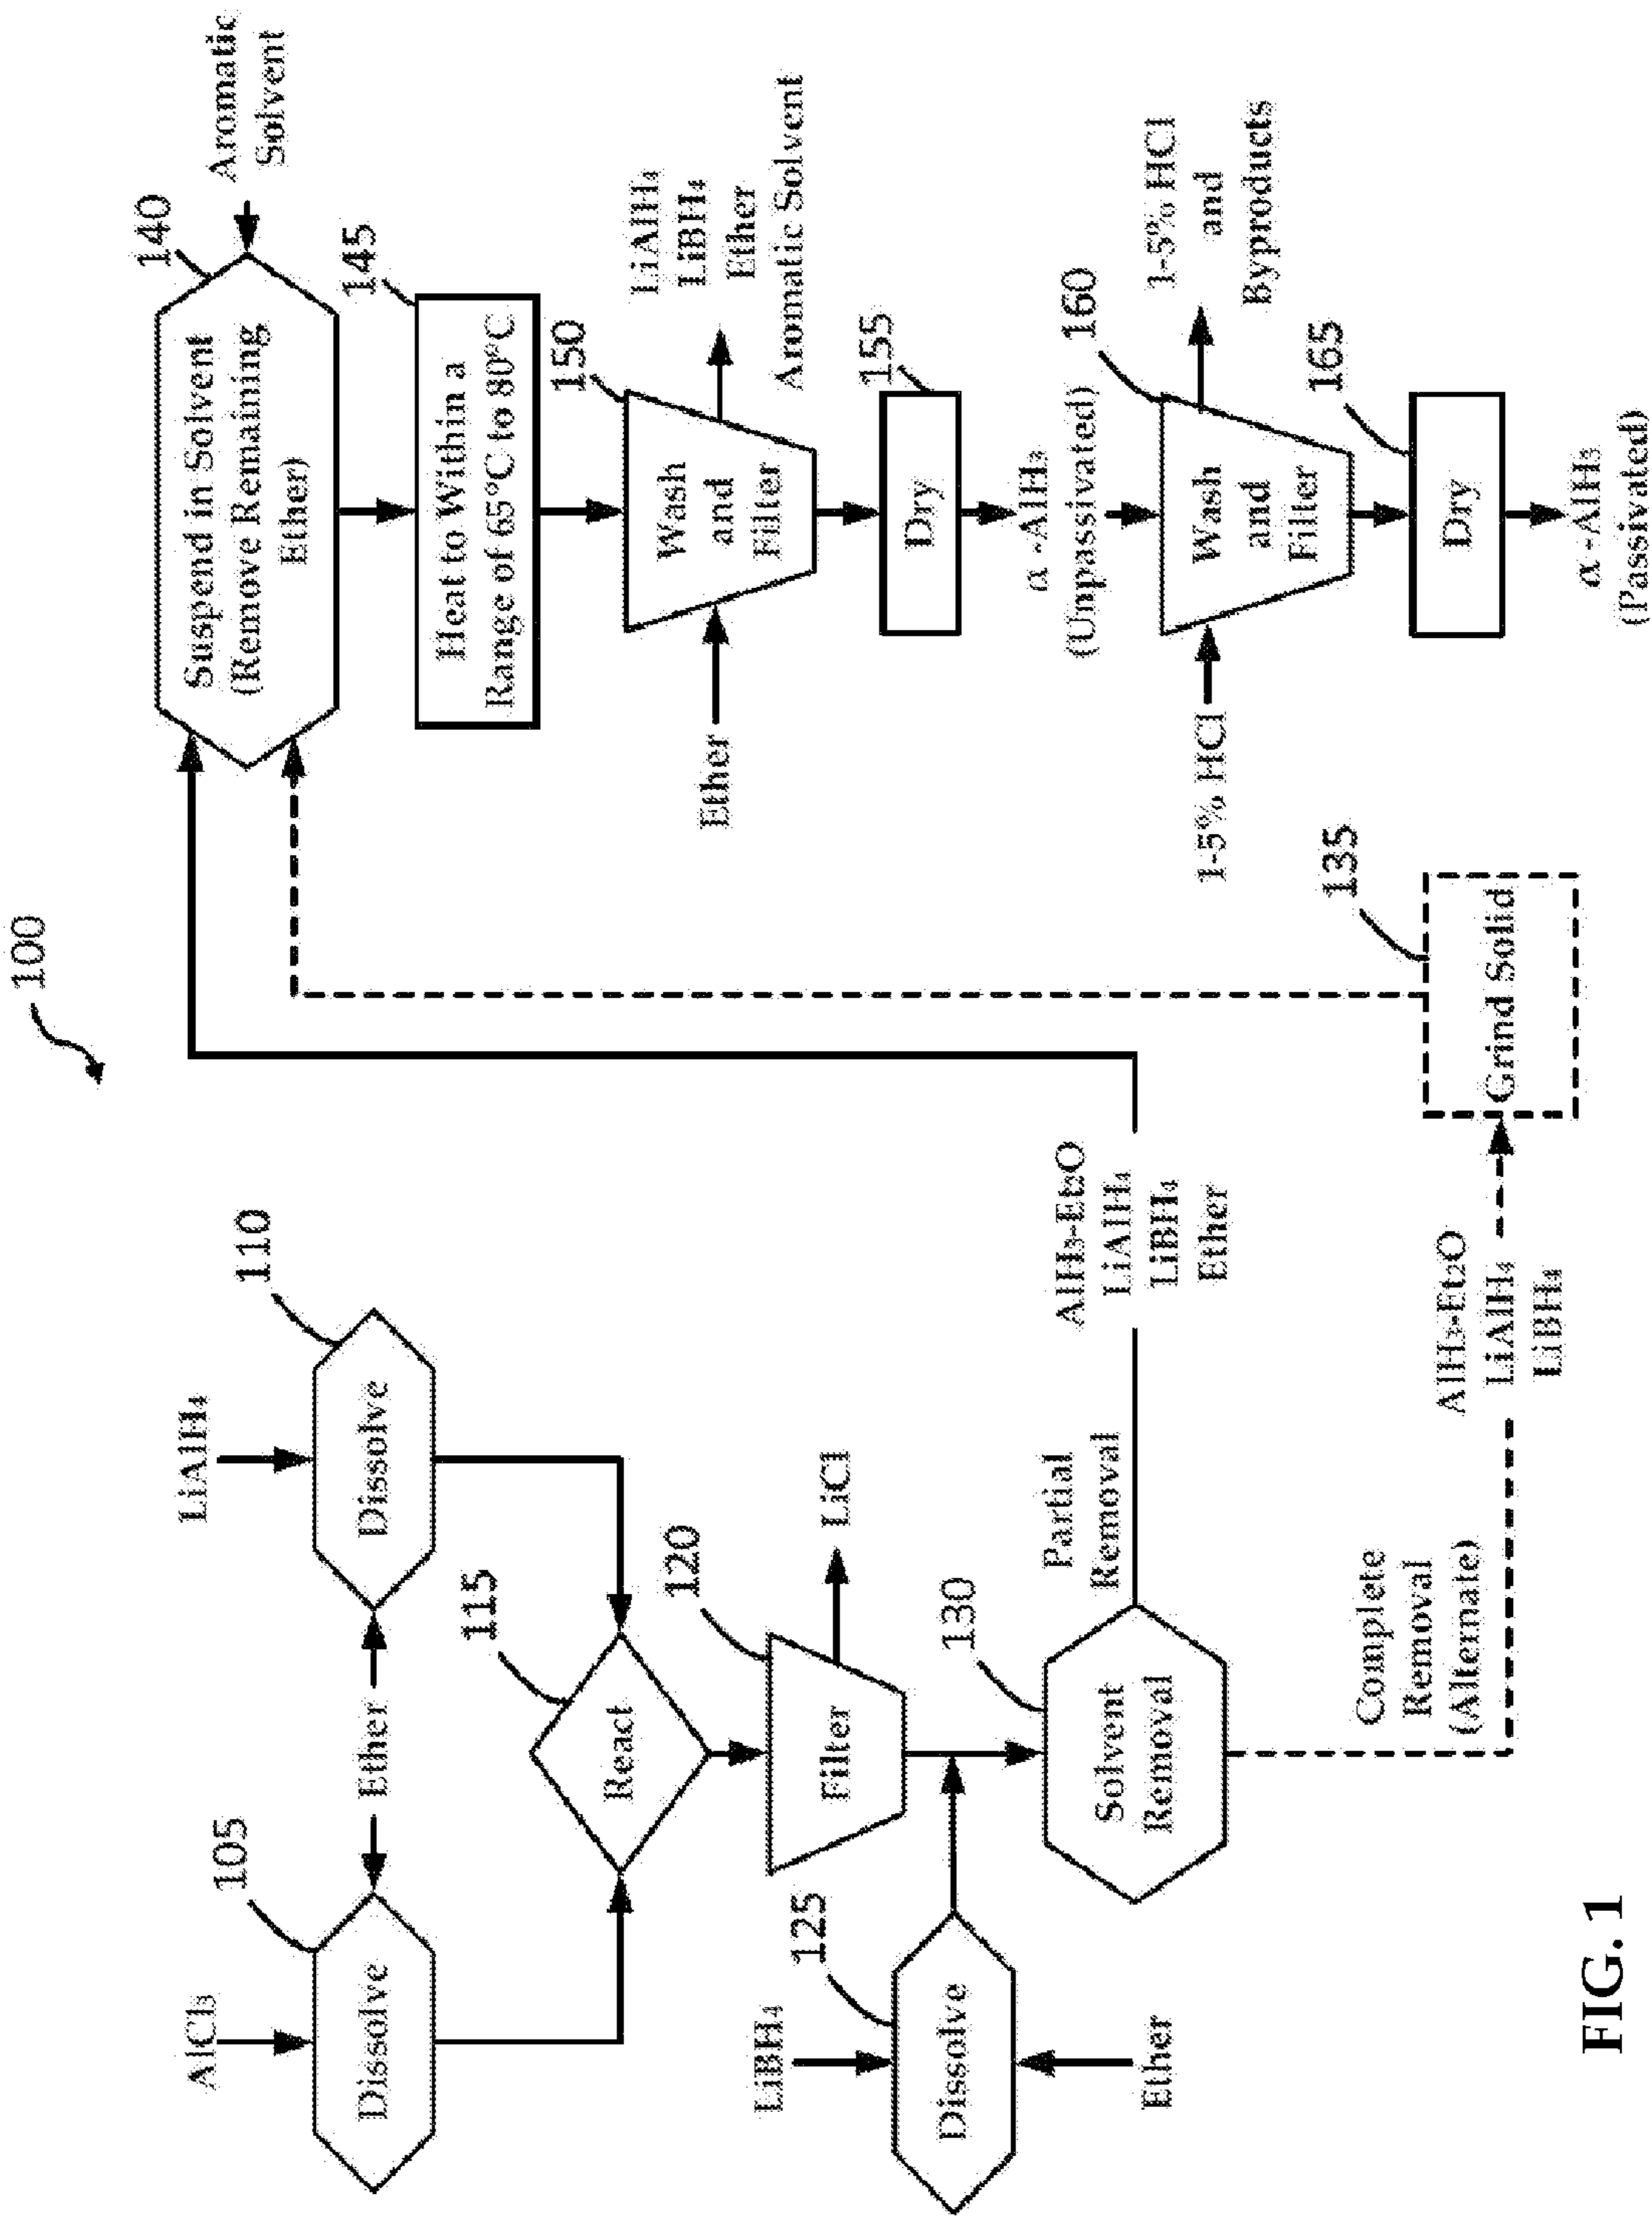 100
AlCl₃
105
Dissolve
Ether
LiAlH₄
110
Dissolve
115
React
120
Filter
LiCl
LiBH₄
125
Dissolve
Ether
130
Solvent
Removal
Partial
Removal
AlH₃-Et₂O
LiAlH₄
LiBH₄
Ether
Complete
Removal
(Alternate)
AlH₃-Et₂O
LiAlH₄
LiBH₄
135
Grind Solid
140
Suspend in Solvent
(Remove Remaining
Ether)
Aromatic
Solvent
145
Heat to Within a
Range of 65°C to 80°C
150
Ether
Wash
and
Filter
LiAlH₄
LiBH₄
Ether
Aromatic Solvent
155
Dry
α -AlH₃
(Unpassivated)
160
1-5% HCl
Wash
and
Filter
1-5% HCl
and
Byproducts
165
Dry
α -AlH₃
(Passivated)
FIG. 1